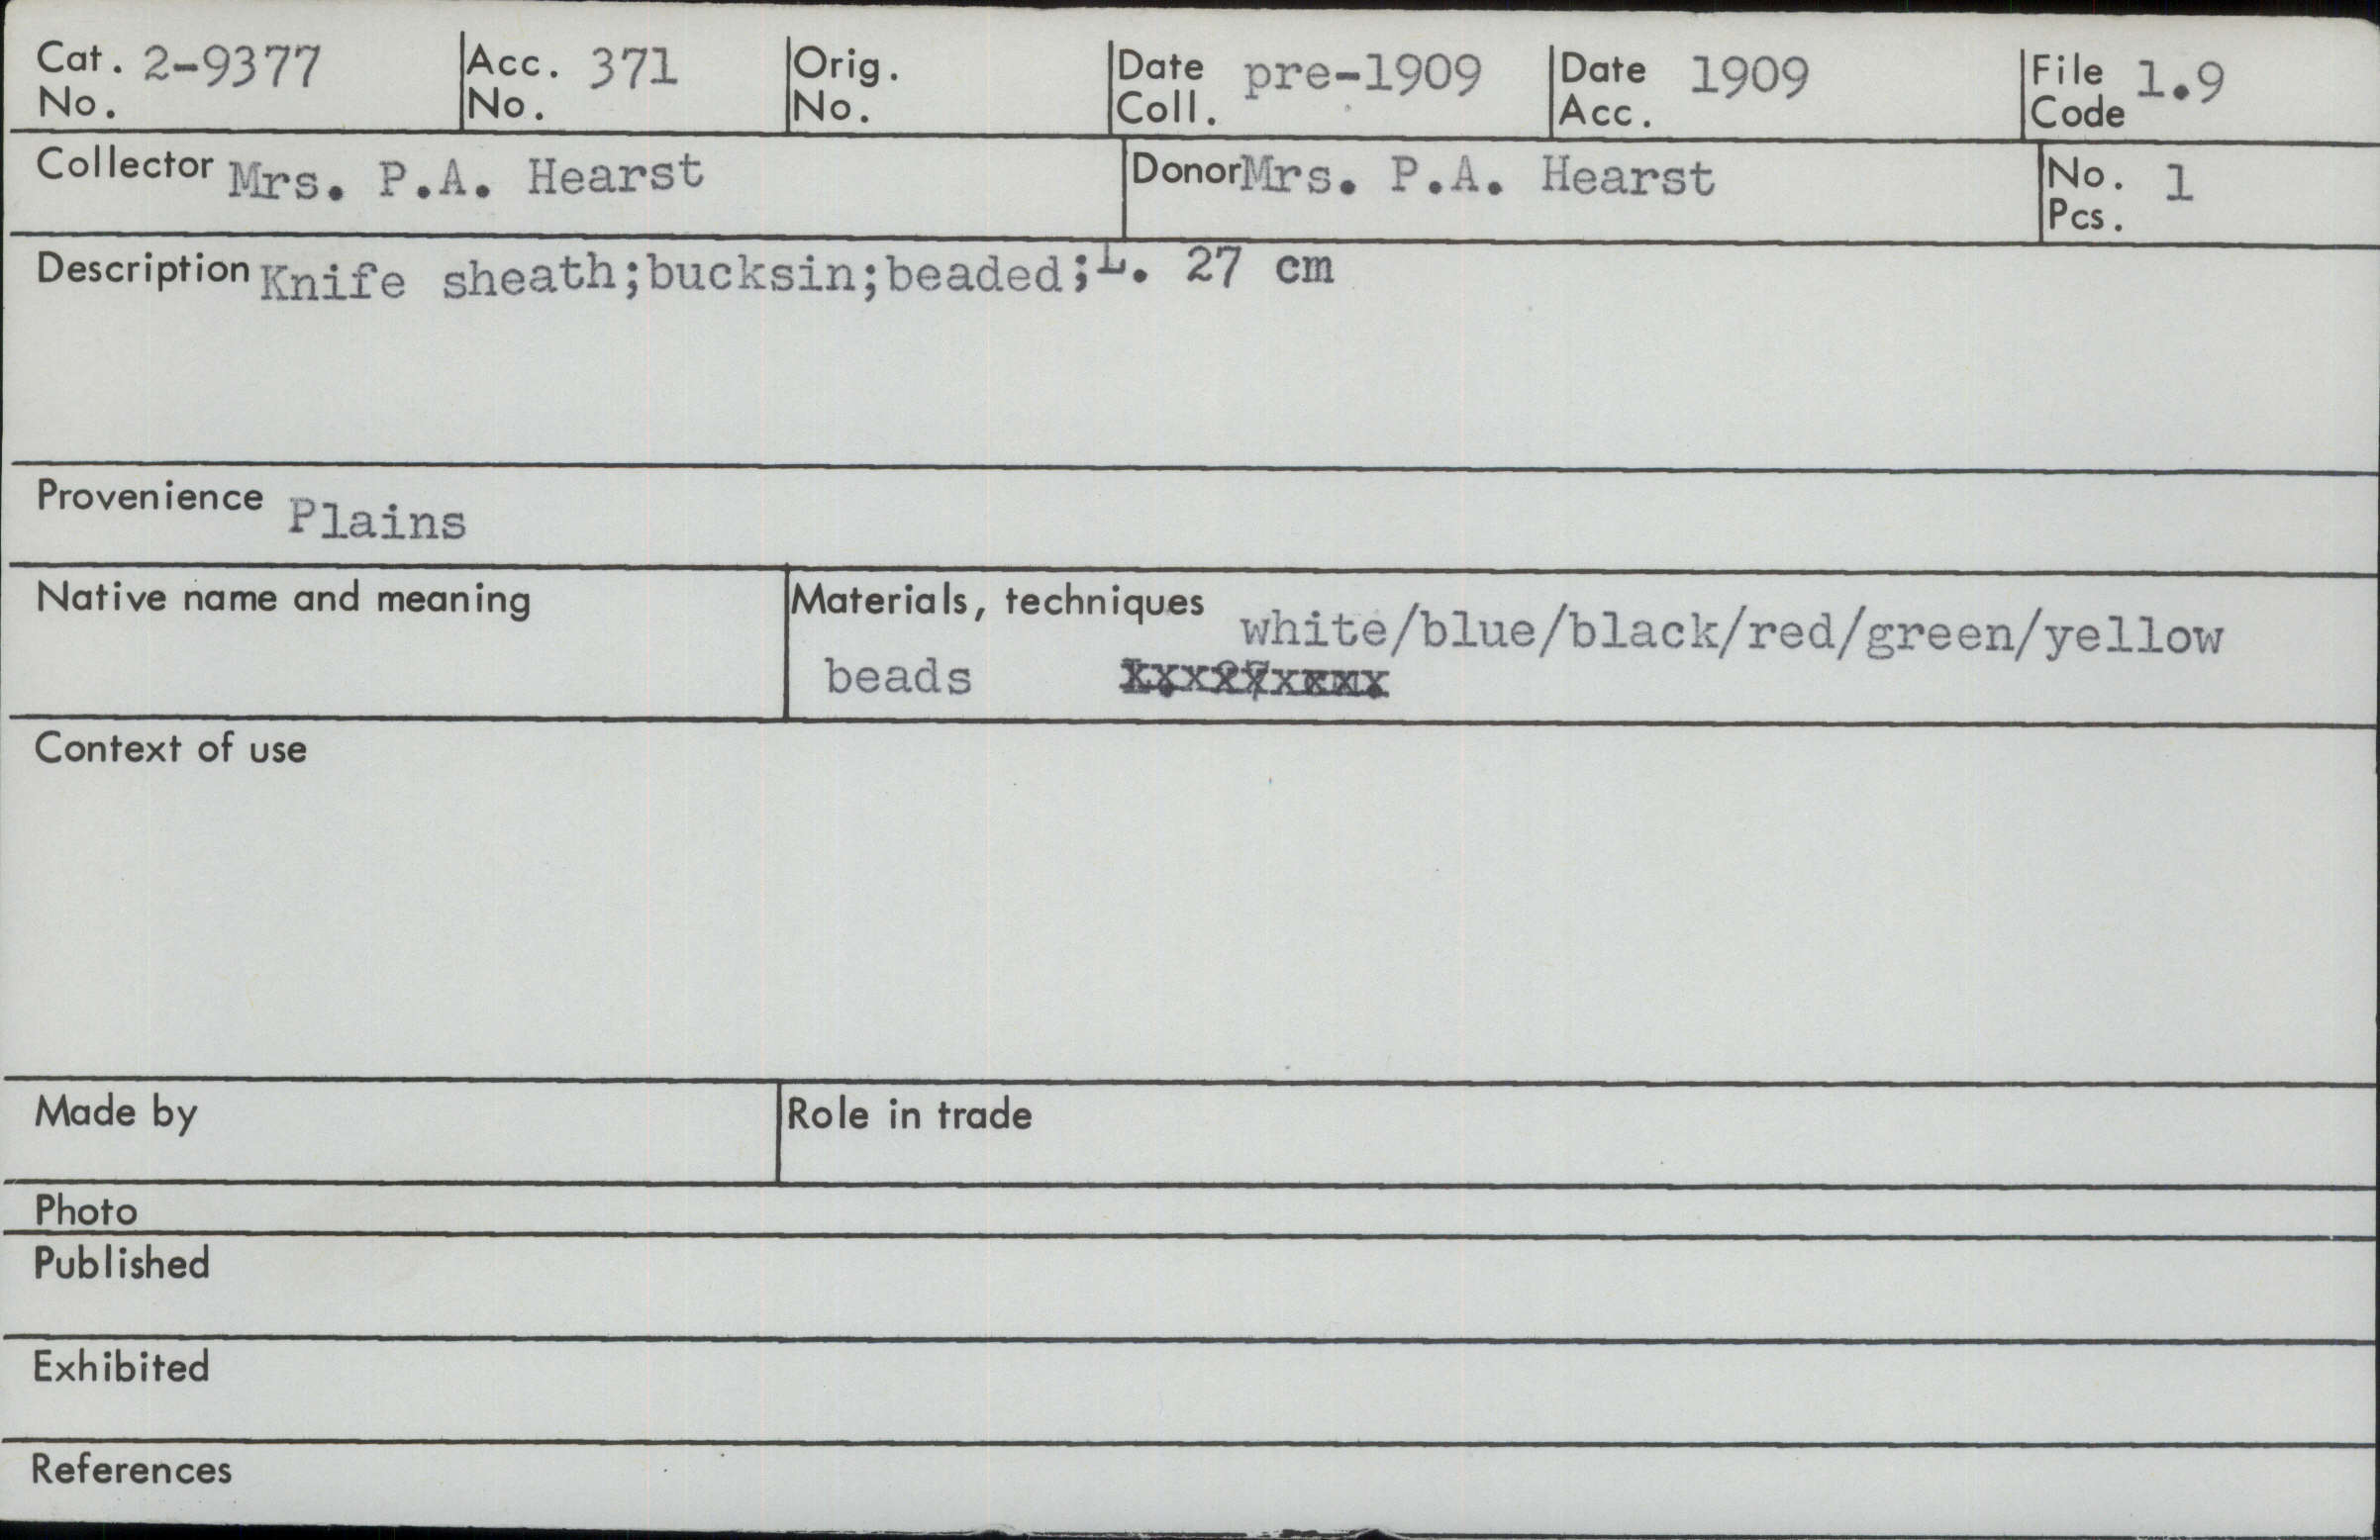 Cat. No. 2-9377 Acc. No. 371 Orig. No. Date Coll. pre-1909 Date Acc. 1909 File Code 1.9
Collector Mrs. P.A. Hearst Donor Mrs. P.A. Hearst No. Pcs. 1
Description Knife sheath;bucksin;beaded;L. 27 cm
Provenience Plains
Native name and meaning Materials, techniques white/blue/black/red/green/yellow
beads
Context of use
Made by Role in trade
Photo
Published
Exhibited
References